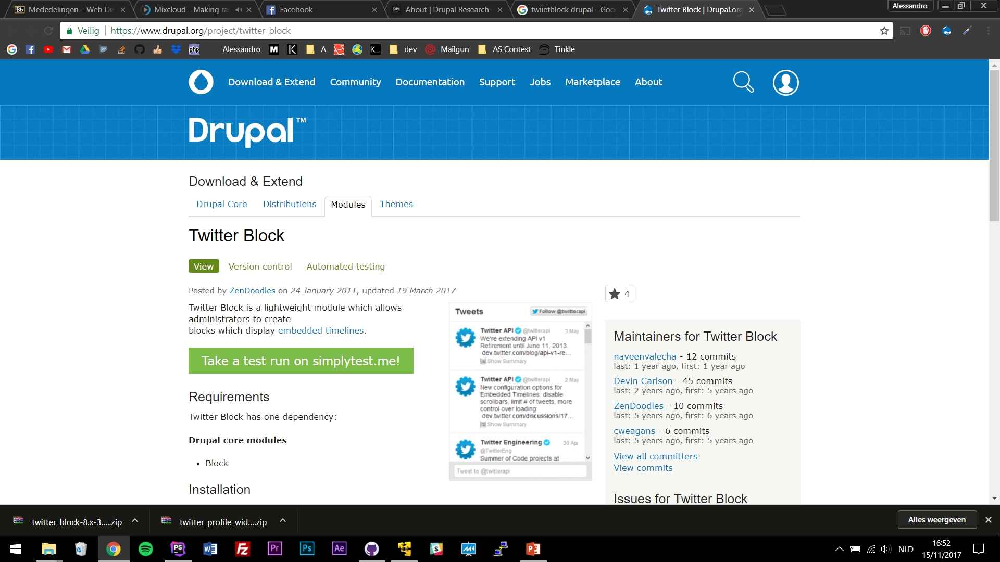 Mededelingen – Web De
Mixcloud - Making rad
Facebook
About | Drupal Research
twiietblock drupal - Goog
Twitter Block | Drupal.org
Alessandro
Veilig
https://www.drupal.org/project/twitter_block
Alessandro
A
dev
Mailgun
AS Contest
Tinkle
Download & Extend
Community
Documentation
Support
Jobs
Marketplace
About
Drupal™
Download & Extend
Drupal Core
Distributions
Modules
Themes
Twitter Block
View
Version control
Automated testing
Posted by ZenDoodles on 24 January 2011, updated 19 March 2017
Twitter Block is a lightweight module which allows
administrators to create
blocks which display embedded timelines.
Take a test run on simplytest.me!
Requirements
Twitter Block has one dependency:
Drupal core modules
• Block
Installation
Tweets
Follow @twitterapi
Twitter API @twitterapi 3 May
We're extending API v1
Retirement until June 11, 2013.
dev.twitter.com/blog/api-v1-re...
Show Summary
Twitter API @twitterapi 2 May
New configuration options for
Embedded Timelines: disable
scrollbars, limit # of tweets, more
control over loading:
dev.twitter.com/discussions/17...
Show Summary
Twitter Engineering 30 Apr
@TwitterEng
Summer of Code projects at
Tweet to @twitterapi
4
Maintainers for Twitter Block
naveenvalecha - 12 commits
last: 1 year ago, first: 1 year ago
Devin Carlson - 45 commits
last: 2 years ago, first: 5 years ago
ZenDoodles - 10 commits
last: 5 years ago, first: 6 years ago
cweagans - 6 commits
last: 5 years ago, first: 5 years ago
View all committers
View commits
Issues for Twitter Block
twitter_block-8.x-3.....zip
twitter_profile_wid....zip
Alles weergeven
NLD
16:52
15/11/2017